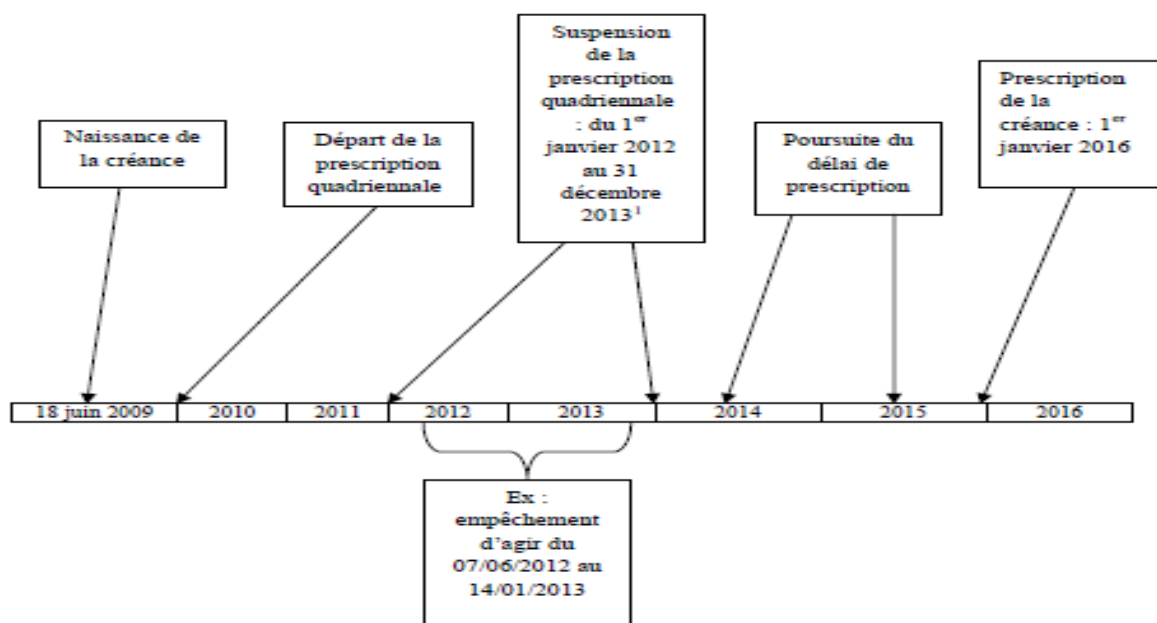 Naissance de
la créance
Départ de la
prescription
quadriennale
Suspension
de la
prescription
quadriennale
: du 1er
janvier 2012
au 31
décembre
2013¹
Poursuite du
délai de
prescription
Prescription
de la
créance : 1er
janvier 2016
18 juin 2009 2010 2011 2012 2013 2014 2015 2016
Ex :
empêchement
d'agir du
07/06/2012 au
14/01/2013